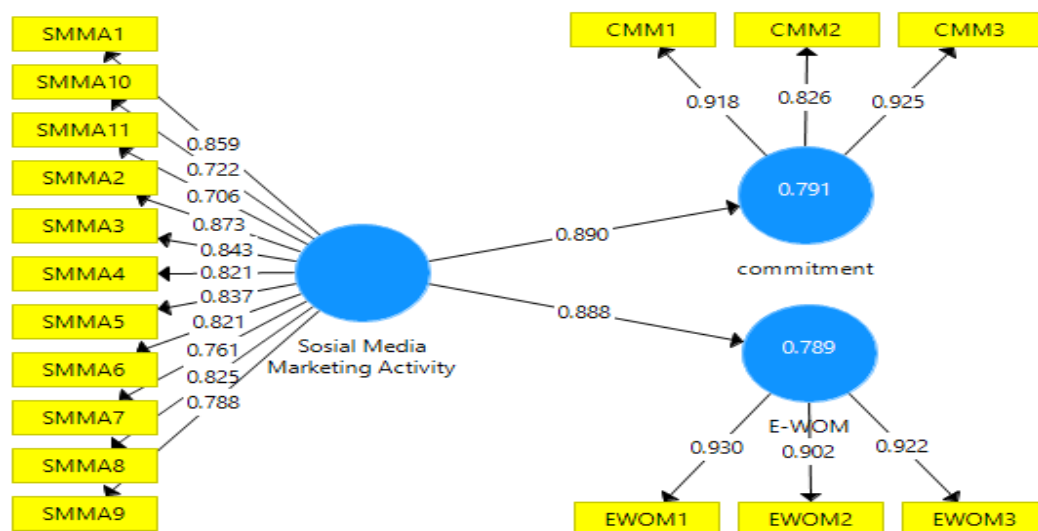 SMMA1
SMMA10
SMMA11
SMMA2
SMMA3
SMMA4
SMMA5
SMMA6
SMMA7
SMMA8
SMMA9
0.859
0.722
0.706
0.873
0.843
0.821
0.837
0.821
0.761
0.825
0.788
Sosial Media
Marketing Activity
0.890
0.888
CMM1
CMM2
CMM3
0.918
0.826
0.925
0.791
commitment
0.789
E-WOM
0.930
0.902
0.922
EWOM1
EWOM2
EWOM3